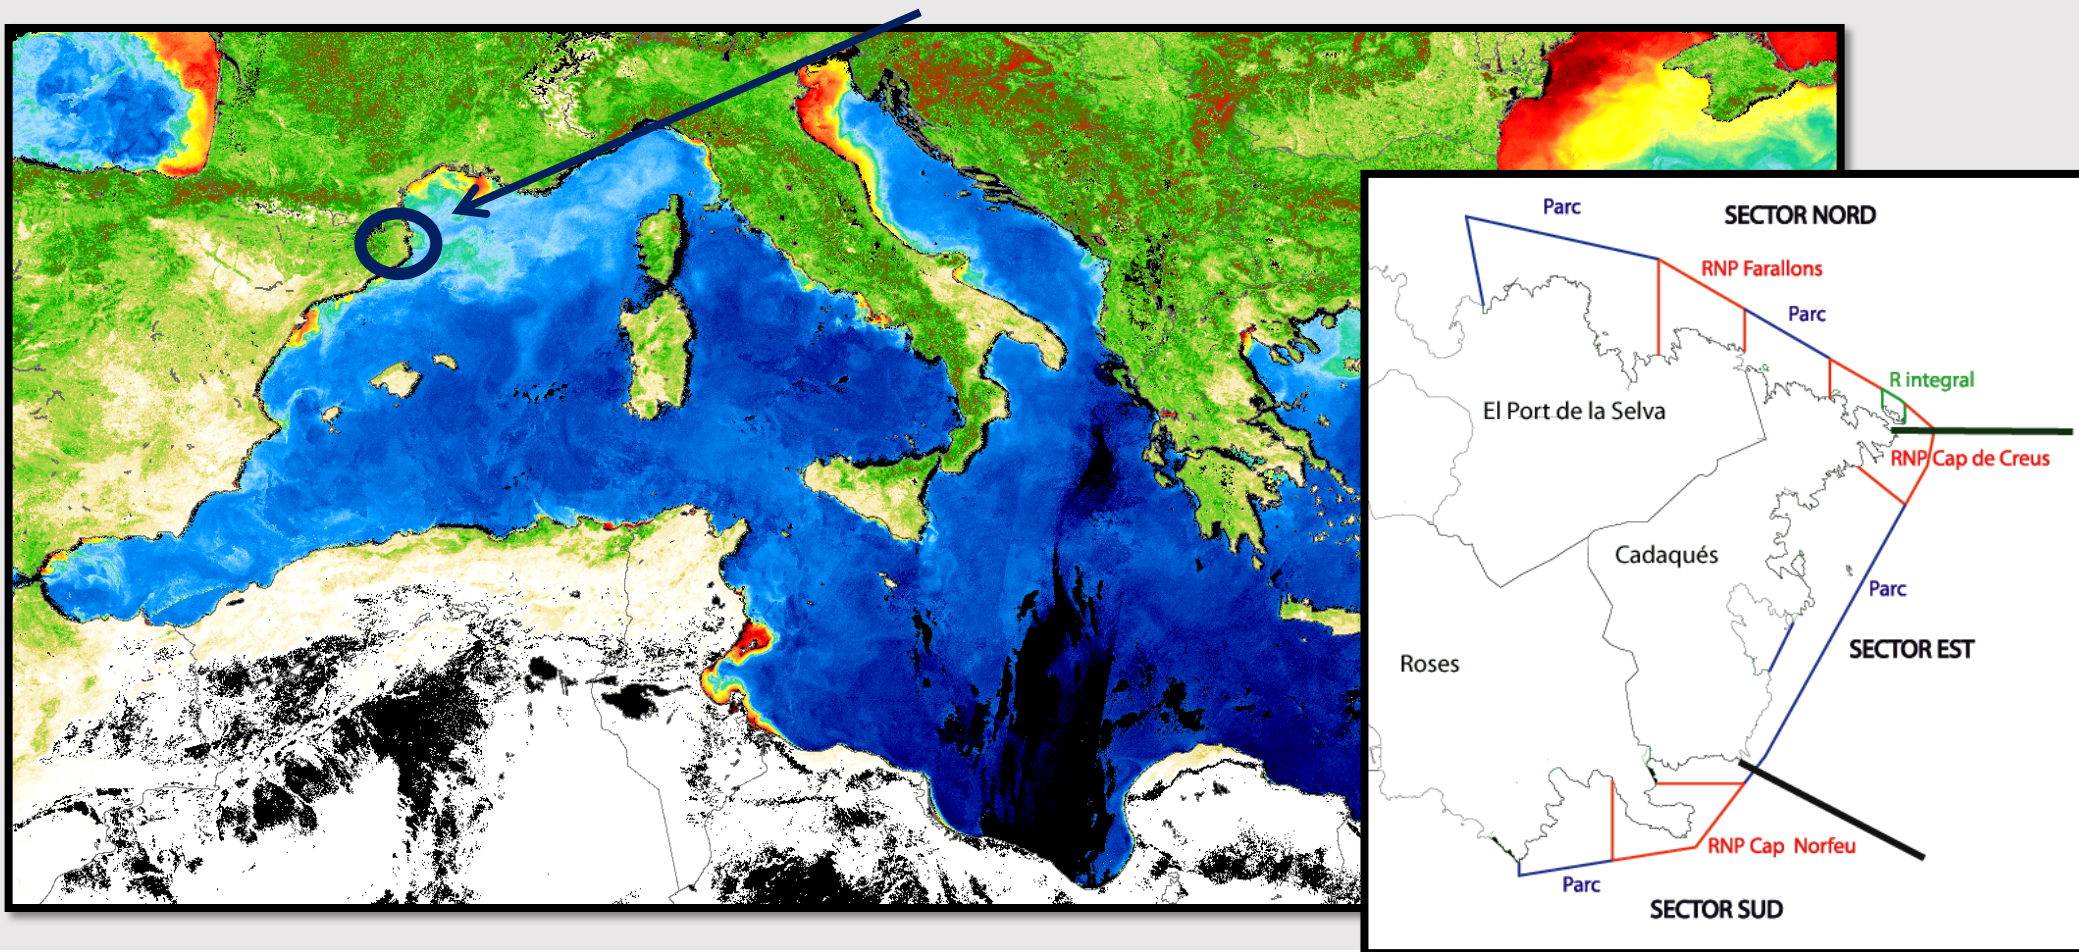 Parc
SECTOR NORD
RNP Farallons
Parc
R integral
El Port de la Selva
RNP Cap de Creus
Cadaqués
Parc
SECTOR EST
Roses
RNP Cap Norfeu
Parc
SECTOR SUD